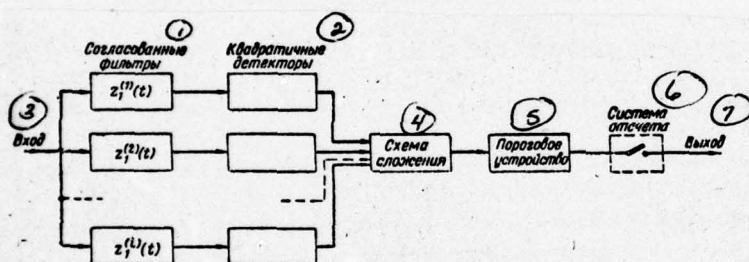 ① ②
Согласованные фильтры
Квадратичные детекторы
③
Вход
z₁⁽¹⁾(t)
z₁⁽²⁾(t)
z₁⁽ⁱ⁾(t)
④
Схема сложения
⑤
Пороговое устройство
⑥
Система отсчета
⑦
Выход